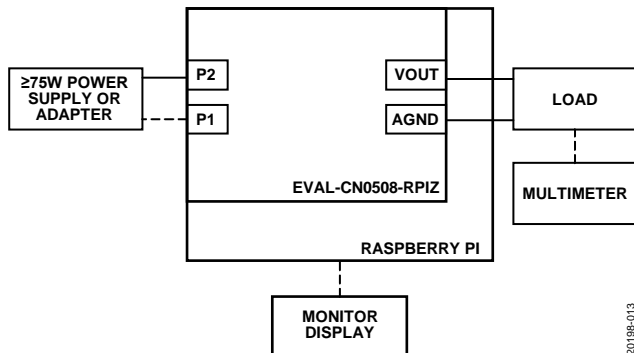 ≥75W POWER
SUPPLY OR
ADAPTER
P2
P1
VOUT
AGND
LOAD
MULTIMETER
EVAL-CN0508-RPIZ
RASPBERRY PI
MONITOR
DISPLAY
20198-013